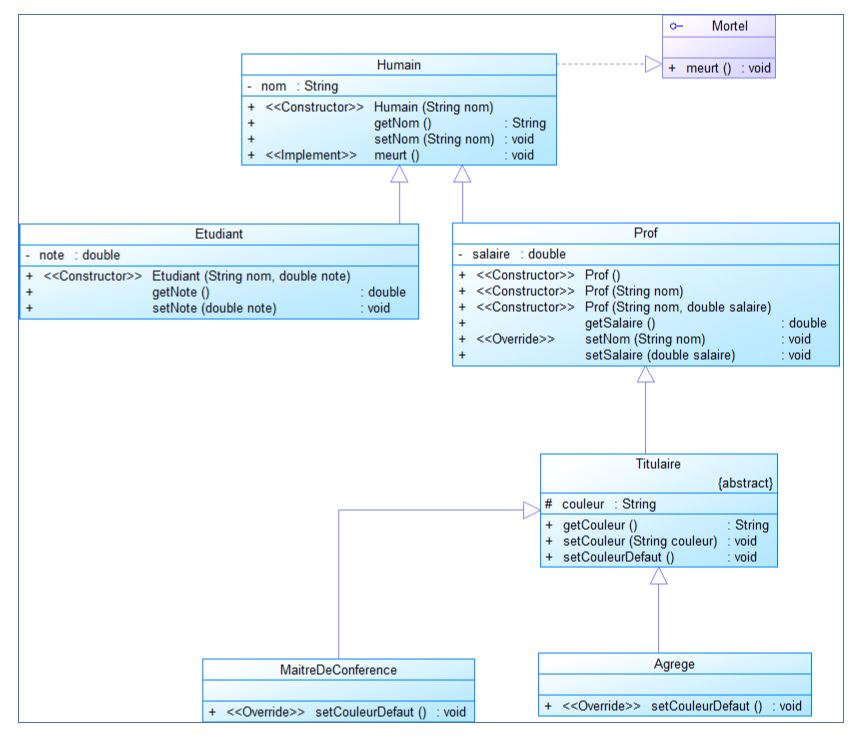 Mortel
+ meurt () : void
Humain
- nom : String
+ <<Constructor>> Humain (String nom)
+ getNom () : String
+ setNom (String nom) : void
+ <<Implement>> meurt () : void
Etudiant
- note : double
+ <<Constructor>> Etudiant (String nom, double note)
+ getNote () : double
+ setNote (double note) : void
Prof
- salaire : double
+ <<Constructor>> Prof ()
+ <<Constructor>> Prof (String nom)
+ <<Constructor>> Prof (String nom, double salaire)
+ getSalaire () : double
+ <<Override>> setNom (String nom) : void
+ setSalaire (double salaire) : void
Titulaire
{abstract}
# couleur : String
+ getCouleur () : String
+ setCouleur (String couleur) : void
+ setCouleurDefaut () : void
MaitreDeConference
+ <<Override>> setCouleurDefaut () : void
Agrege
+ <<Override>> setCouleurDefaut () : void